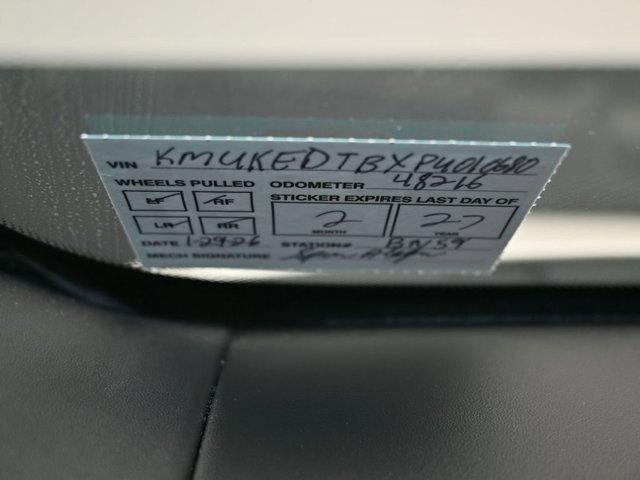 VIN KMUKEDTBXPU010680
WHEELS PULLED ODOMETER 48216
LF RF STICKER EXPIRES LAST DAY OF
2 27
LR RR MONTH YEAR
DATE 1-29-26 STATION# BN59
MECH SIGNATURE